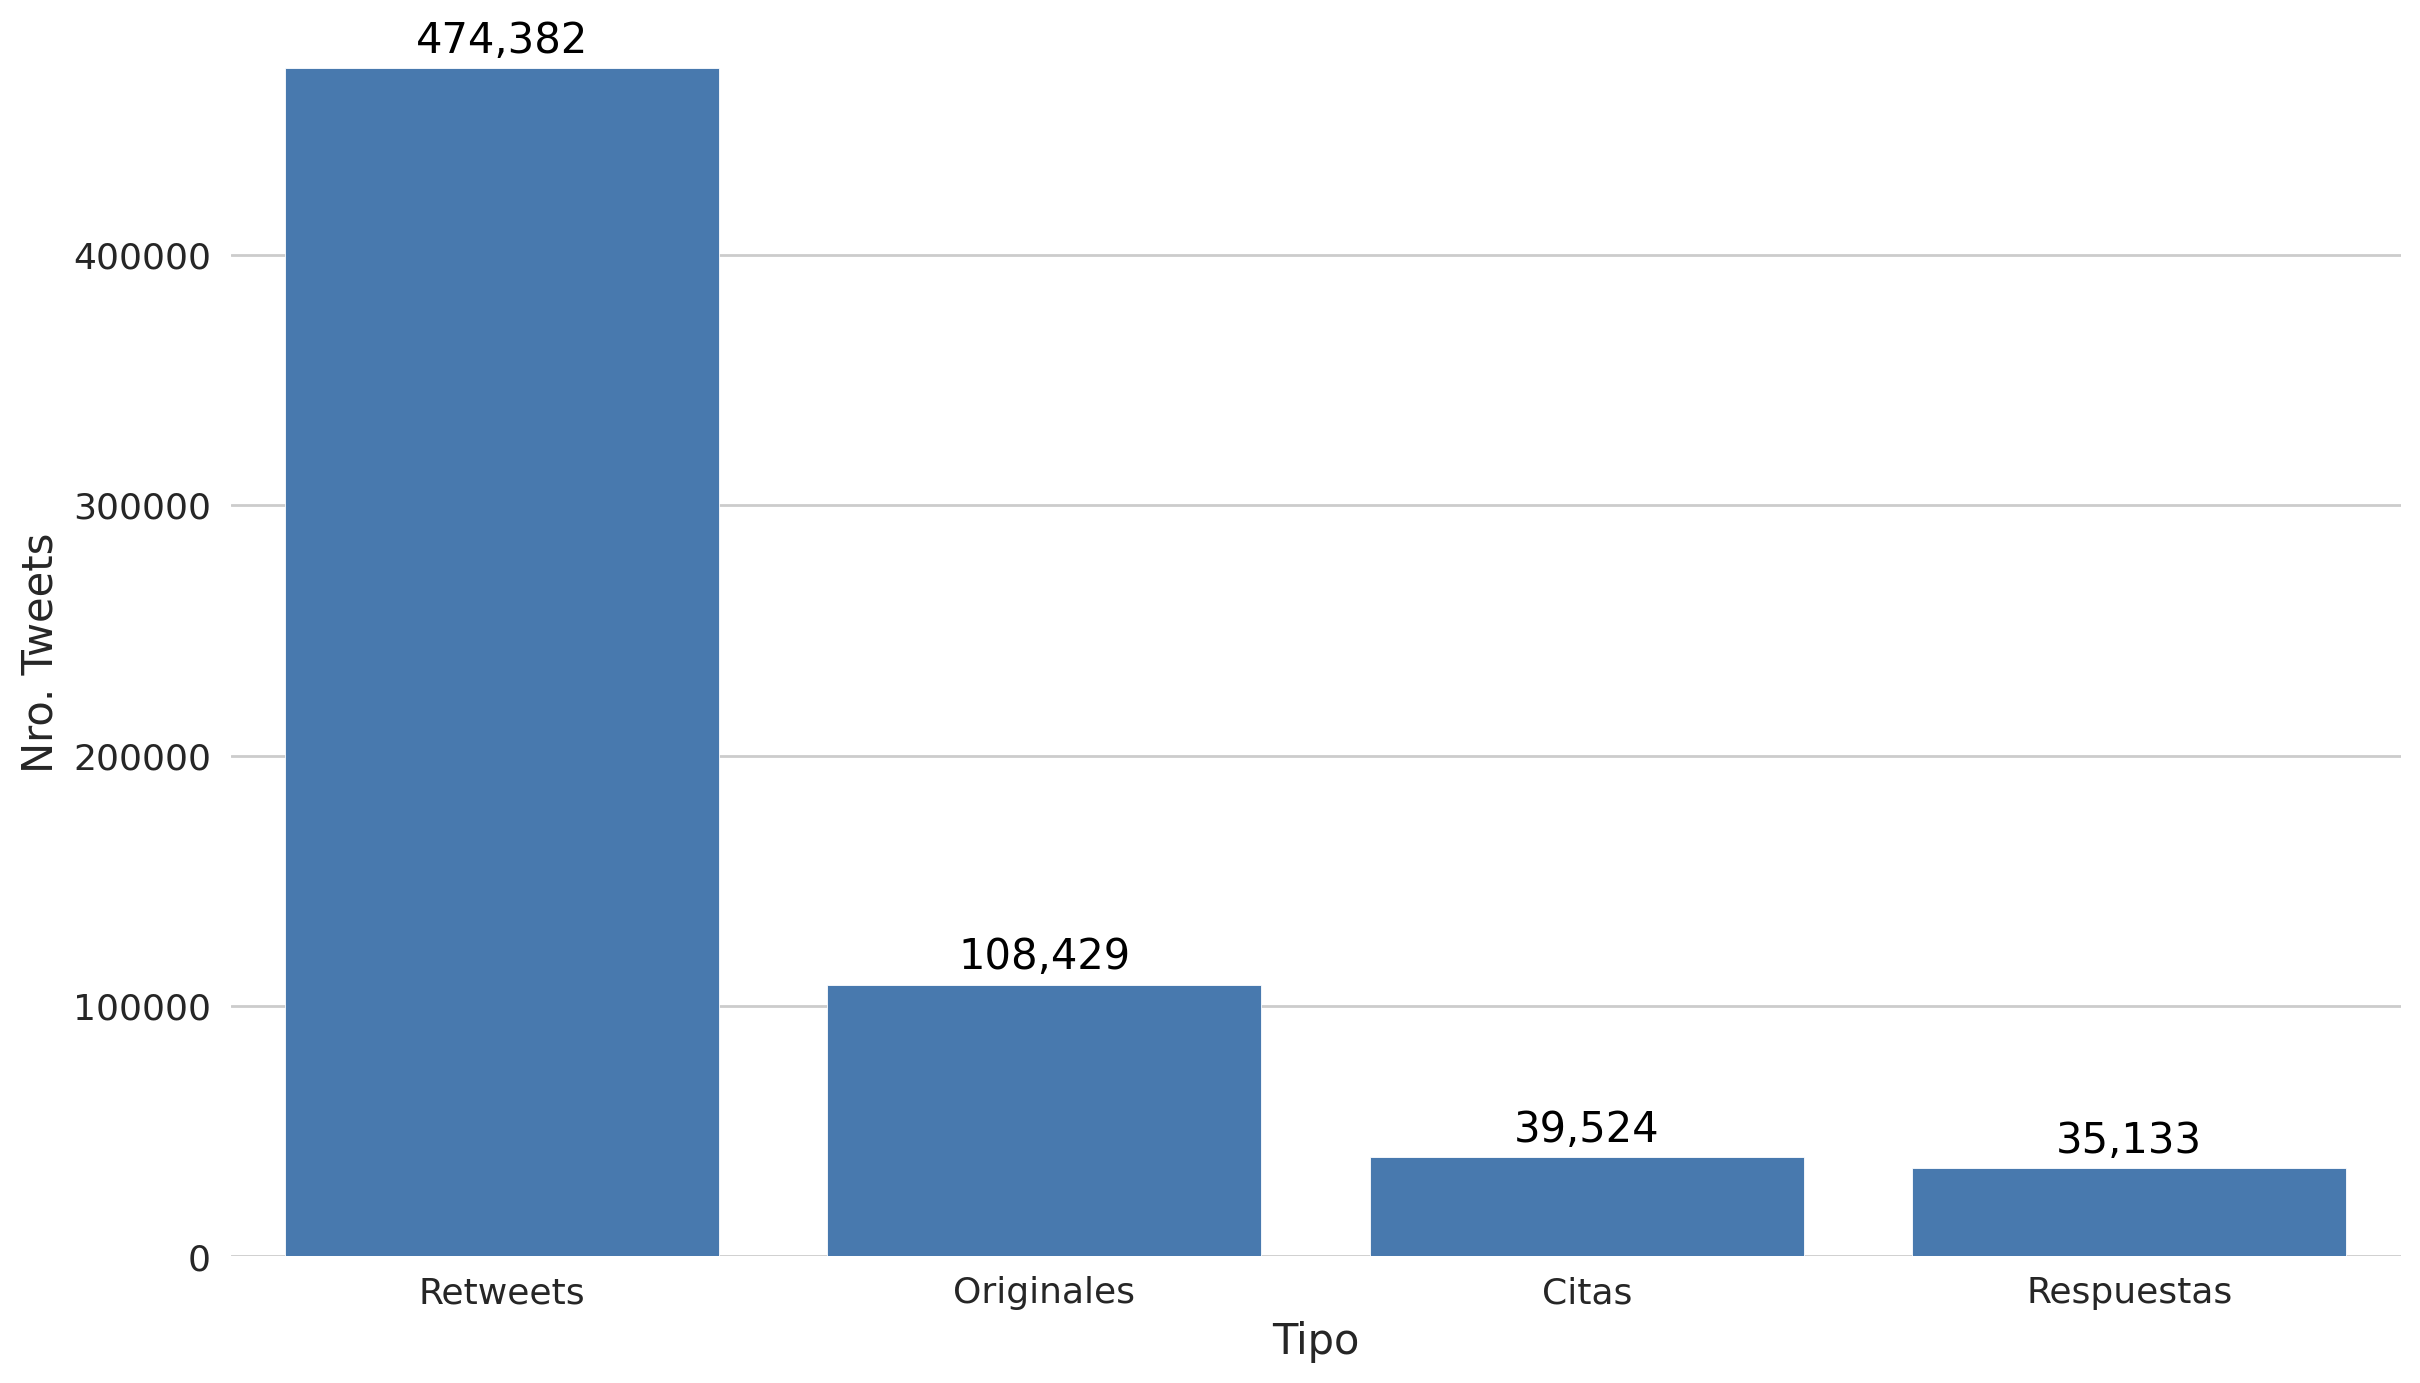 474,382
400000
300000
200000
100000
0
Nro. Tweets
108,429
39,524
35,133
Retweets
Originales
Citas
Respuestas
Tipo